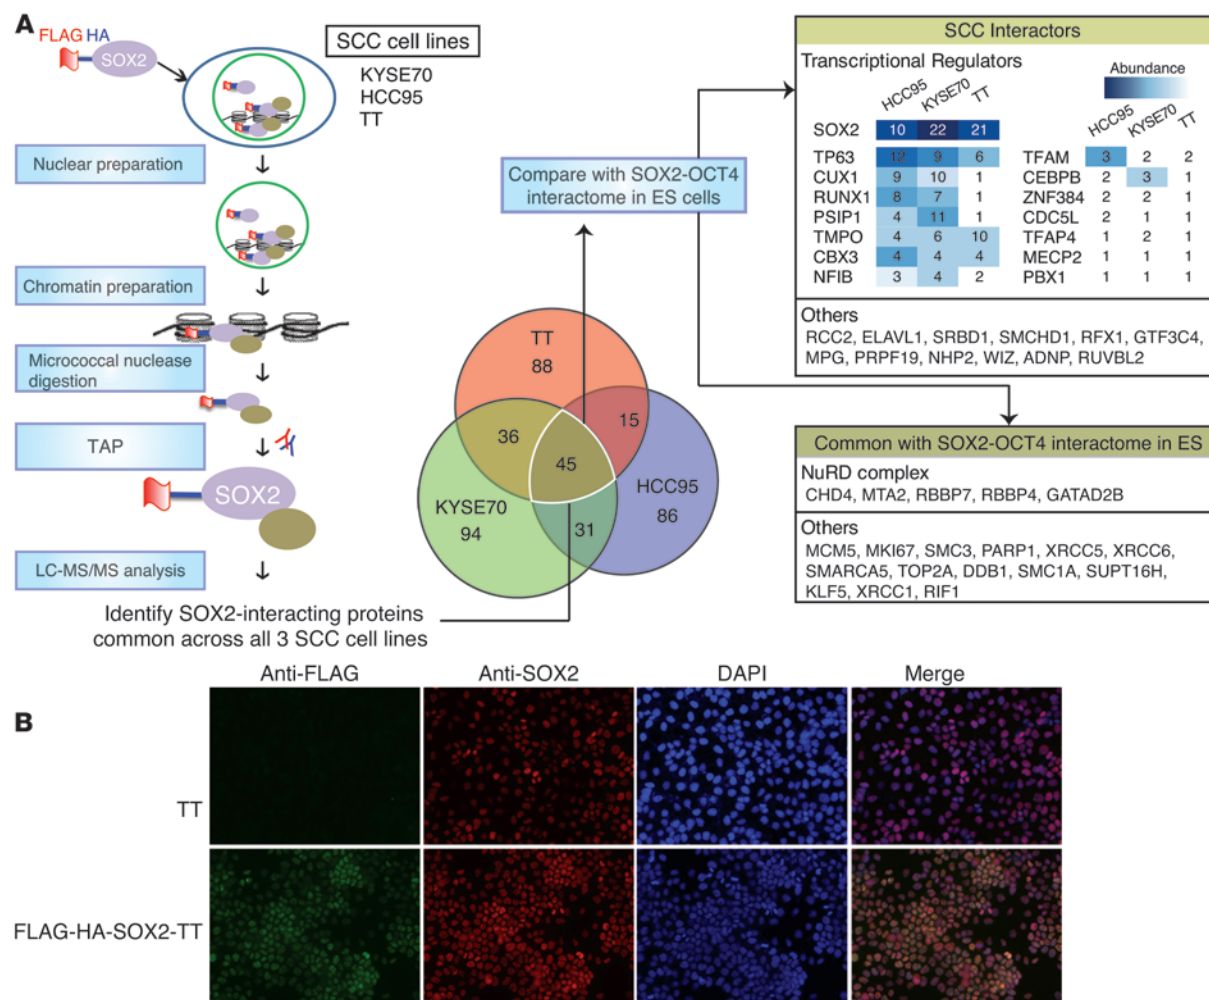 A
FLAG HA
SOX2
SCC cell lines
KYSE70
HCC95
TT
Nuclear preparation
Chromatin preparation
Micrococcal nuclease
digestion
TAP
SOX2
LC-MS/MS analysis
Identify SOX2-interacting proteins
common across all 3 SCC cell lines
Compare with SOX2-OCT4
interactome in ES cells
TT
88
36
15
45
KYSE70
94
HCC95
86
31
SCC Interactors
Transcriptional Regulators
Abundance
HCC95 KYSE70 TT
HCC95 KYSE70 TT
SOX2 10 22 21
TP63 12 9 6 TFAM 3 2 2
CUX1 9 10 1 CEBPB 2 3 1
RUNX1 8 7 1 ZNF384 2 2 1
PSIP1 4 11 1 CDC5L 2 1 1
TMPO 4 6 10 TFAP4 1 2 1
CBX3 4 4 4 MECP2 1 1 1
NFIB 3 4 2 PBX1 1 1 1
Others
RCC2, ELAVL1, SRBD1, SMCHD1, RFX1, GTF3C4,
MPG, PRPF19, NHP2, WIZ, ADNP, RUVBL2
Common with SOX2-OCT4 interactome in ES
NuRD complex
CHD4, MTA2, RBBP7, RBBP4, GATAD2B
Others
MCM5, MKI67, SMC3, PARP1, XRCC5, XRCC6,
SMARCA5, TOP2A, DDB1, SMC1A, SUPT16H,
KLF5, XRCC1, RIF1
B
Anti-FLAG Anti-SOX2 DAPI Merge
TT
FLAG-HA-SOX2-TT